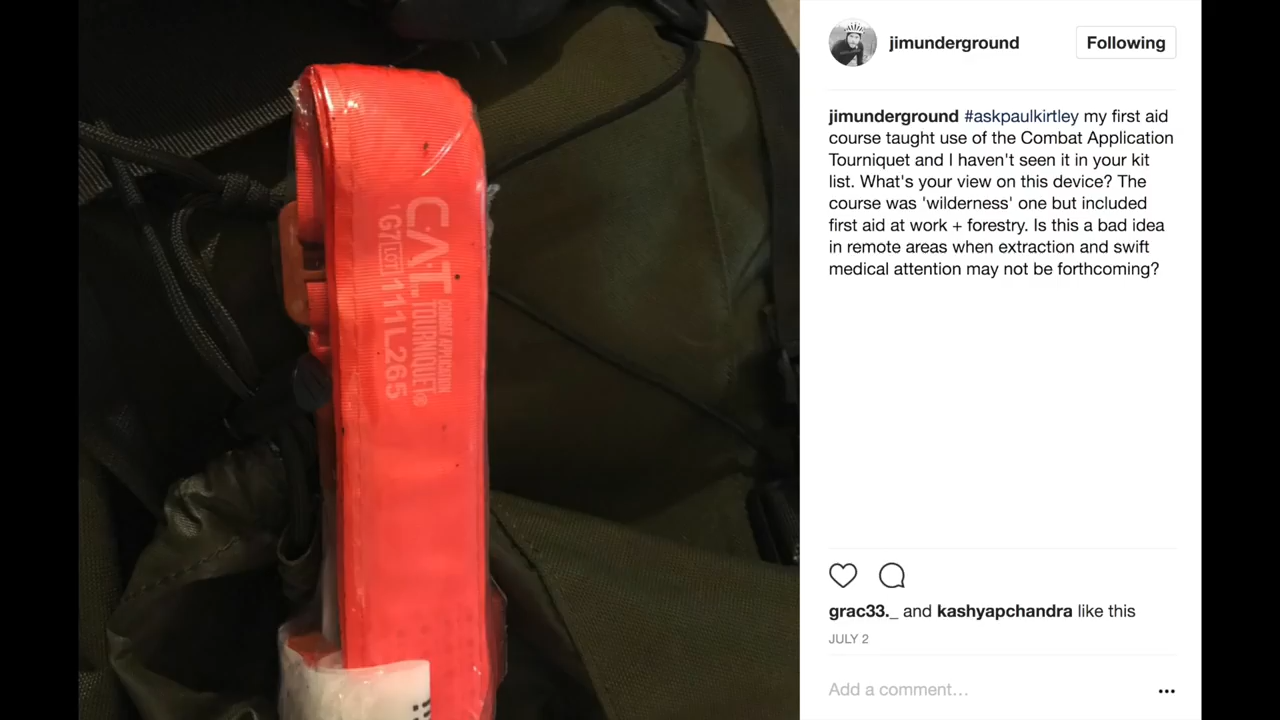 jimunderground
Following
jimunderground #askpaulkirtley my first aid
course taught use of the Combat Application
Tourniquet and I haven't seen it in your kit
list. What's your view on this device? The
course was 'wilderness' one but included
first aid at work + forestry. Is this a bad idea
in remote areas when extraction and swift
medical attention may not be forthcoming?
grac33._ and kashyapchandra like this
JULY 2
Add a comment…
C·A·T
COMBAT APPLICATION
TOURNIQUET®
G7 LOT 111L265